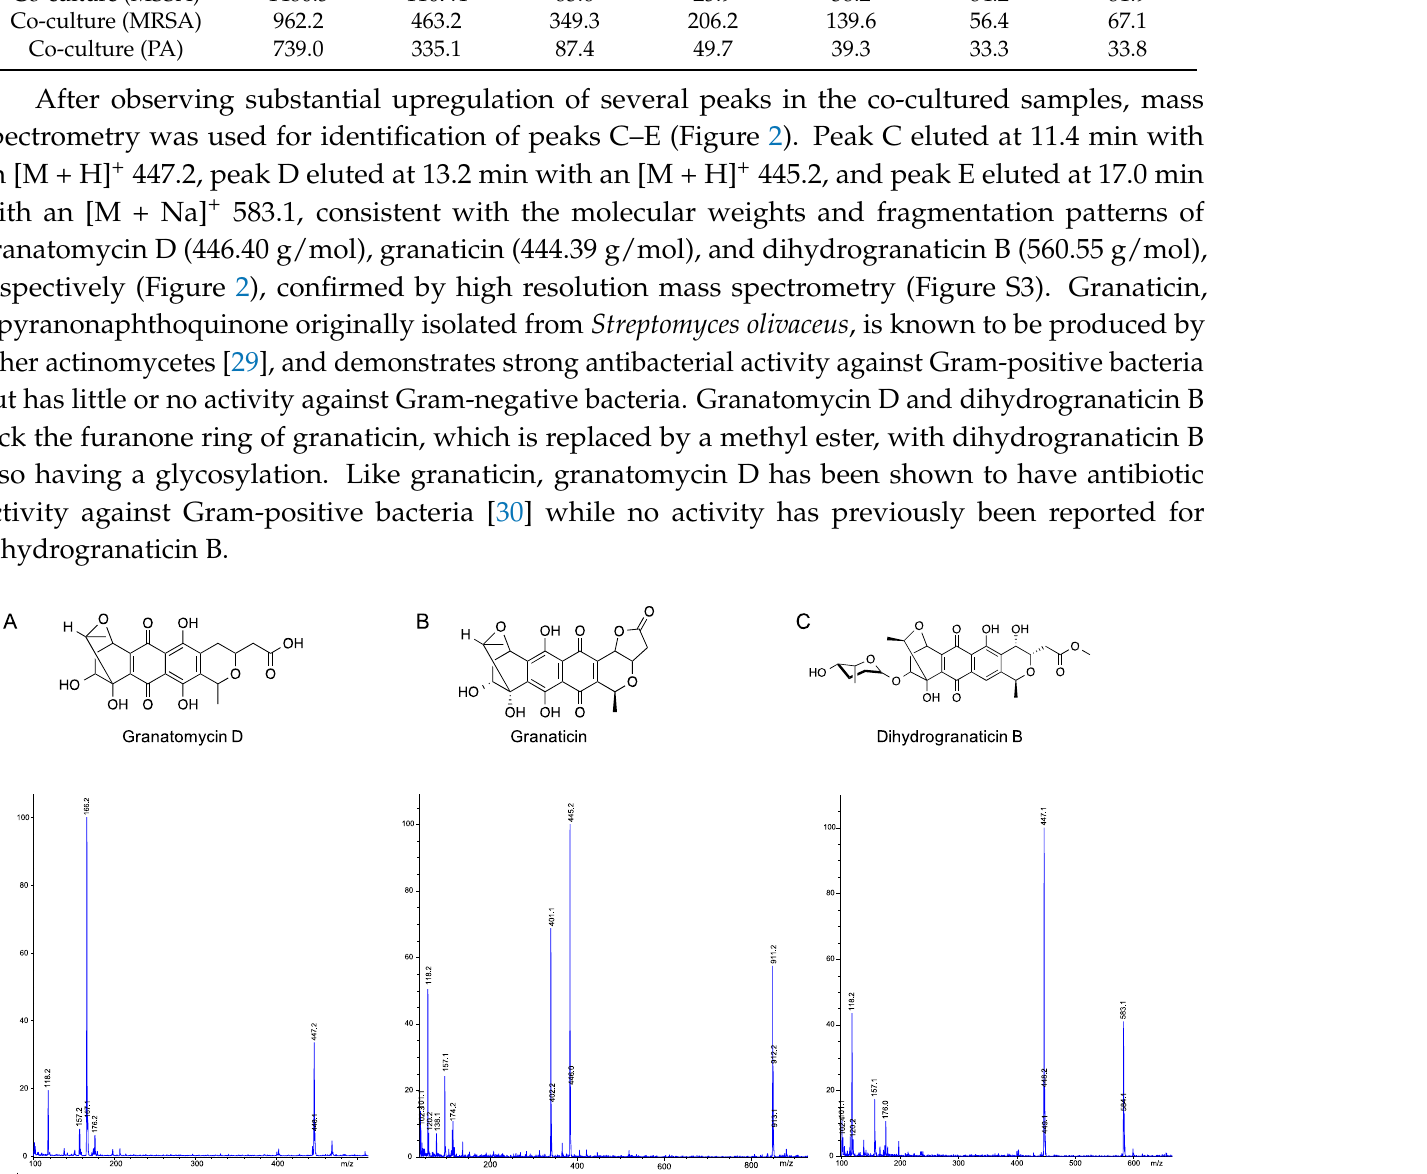 Co-culture (MRSA) 962.2 463.2 349.3 206.2 139.6 56.4 67.1
Co-culture (PA) 739.0 335.1 87.4 49.7 39.3 33.3 33.8
After observing substantial upregulation of several peaks in the co-cultured samples, mass
pectrometry was used for identification of peaks C–E (Figure 2). Peak C eluted at 11.4 min with
n [M + H]+ 447.2, peak D eluted at 13.2 min with an [M + H]+ 445.2, and peak E eluted at 17.0 min
ith an [M + Na]+ 583.1, consistent with the molecular weights and fragmentation patterns of
ranatomycin D (446.40 g/mol), granaticin (444.39 g/mol), and dihydrogranaticin B (560.55 g/mol),
spectively (Figure 2), confirmed by high resolution mass spectrometry (Figure S3). Granaticin,
pyranonaphthoquinone originally isolated from Streptomyces olivaceus, is known to be produced by
her actinomycetes [29], and demonstrates strong antibacterial activity against Gram-positive bacteria
ut has little or no activity against Gram-negative bacteria. Granatomycin D and dihydrogranaticin B
ck the furanone ring of granaticin, which is replaced by a methyl ester, with dihydrogranaticin B
so having a glycosylation. Like granaticin, granatomycin D has been shown to have antibiotic
ctivity against Gram-positive bacteria [30] while no activity has previously been reported for
hydrogranaticin B.
A
H O O OH OH
HO O O
OH O OH
Granatomycin D
B
O
H O OH O O
HO O
OH OH O
Granaticin
C
O O OH OH
HO O O O
O O
OH O
Dihydrogranaticin B
166.2
447.2
118.2
157.2
176.2
100
80
60
40
20
0
100 200 300 400 m/z
445.2
401.1
911.2
118.2
912.2
446.0
157.1
402.2
174.2
138.1
120.2
913.1
100
80
60
40
20
0
200 400 600 800 m/z
447.1
583.1
118.2
448.2
157.1
176.0
584.1
449.1
100
80
60
40
20
0
100 200 300 400 500 600 m/z